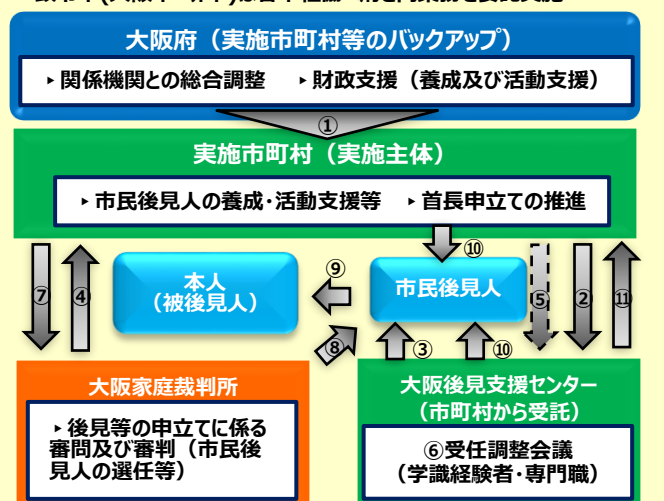 大阪府（実施市町村等のバックアップ）
‣関係機関との総合調整　‣財政支援（養成及び活動支援）
①
実施市町村（実施主体）
‣市民後見人の養成・活動支援等　‣首長申立ての推進
⑩
⑨
本人
（被後見人）
市民後見人
⑦
④
⑤
②
⑪
⑧
③
⑩
大阪家庭裁判所
‣後見等の申立てに係る
審問及び審判（市民後
見人の選任等）
大阪後見支援センター
（市町村から受託）
⑥受任調整会議
（学識経験者・専門職）